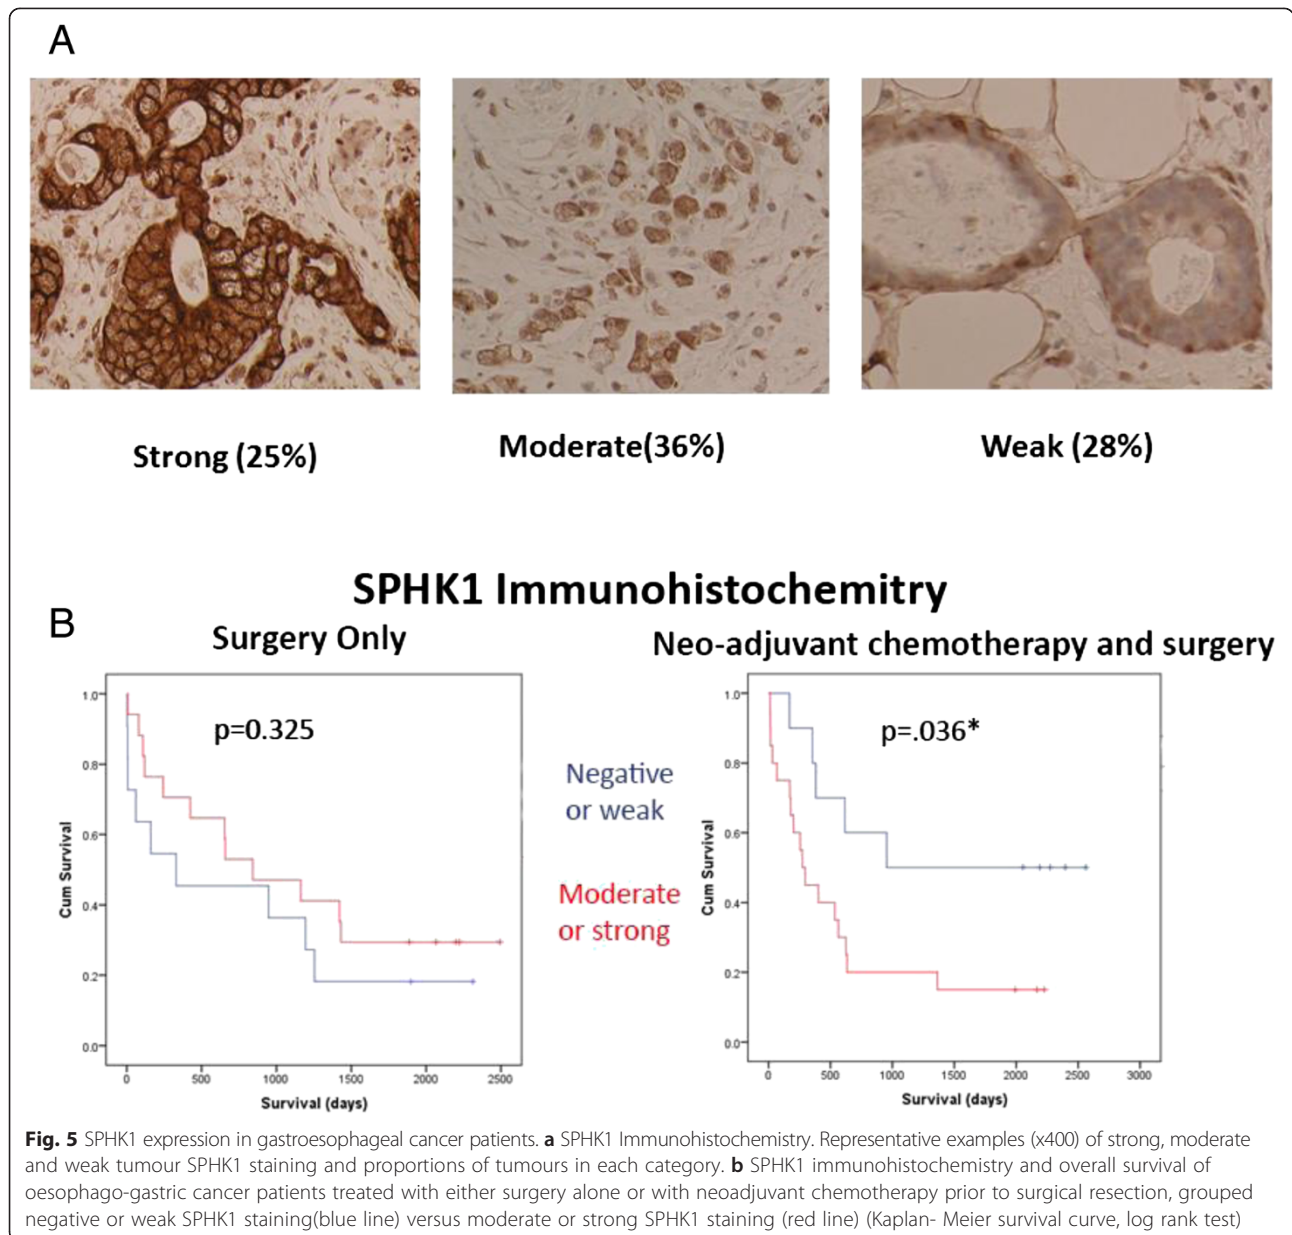 A
Strong (25%)
Moderate(36%)
Weak (28%)
SPHK1 Immunohistochemitry
B
Surgery Only
Neo-adjuvant chemotherapy and surgery
p=0.325
1.0
0.8
0.6
0.4
0.2
0.0
Cum Survival
0
500
1000
1500
2000
2500
Survival (days)
Negative
or weak
Moderate
or strong
p=.036*
1.0
0.8
0.6
0.4
0.2
0.0
Cum Survival
0
500
1000
1500
2000
2500
3000
Survival (days)
Fig. 5 SPHK1 expression in gastroesophageal cancer patients. a SPHK1 Immunohistochemistry. Representative examples (x400) of strong, moderate
and weak tumour SPHK1 staining and proportions of tumours in each category. b SPHK1 immunohistochemistry and overall survival of
oesophago-gastric cancer patients treated with either surgery alone or with neoadjuvant chemotherapy prior to surgical resection, grouped
negative or weak SPHK1 staining(blue line) versus moderate or strong SPHK1 staining (red line) (Kaplan- Meier survival curve, log rank test)